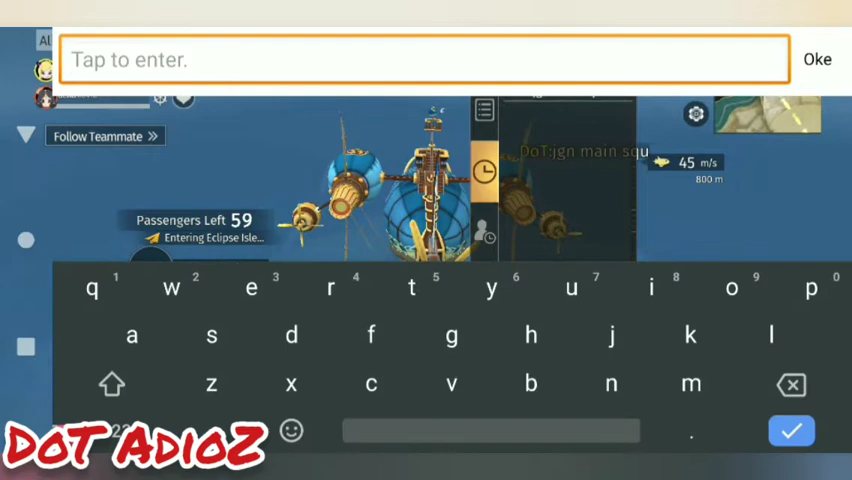 Al
Tap to enter.
Oke
Follow Teammate >>
DoT:jgn main squ
45 m/s
800 m
Passengers Left 59
Entering Eclipse Isle...
q 1 w 2 e 3 r 4 t 5 y 6 u 7 i 8 o 9 p 0
a s d f g h j k l
z x c v b n m
.
DoT AdioZ